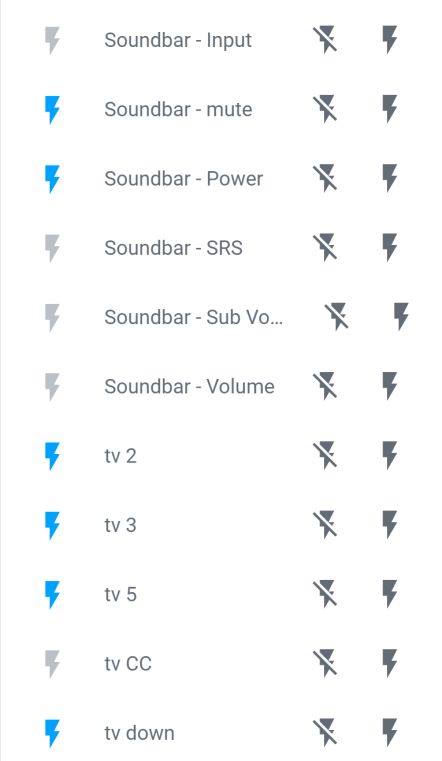 Soundbar - Input
Soundbar - mute
Soundbar - Power
Soundbar - SRS
Soundbar - Sub Vo...
Soundbar - Volume
tv 2
tv 3
tv 5
tv CC
tv down